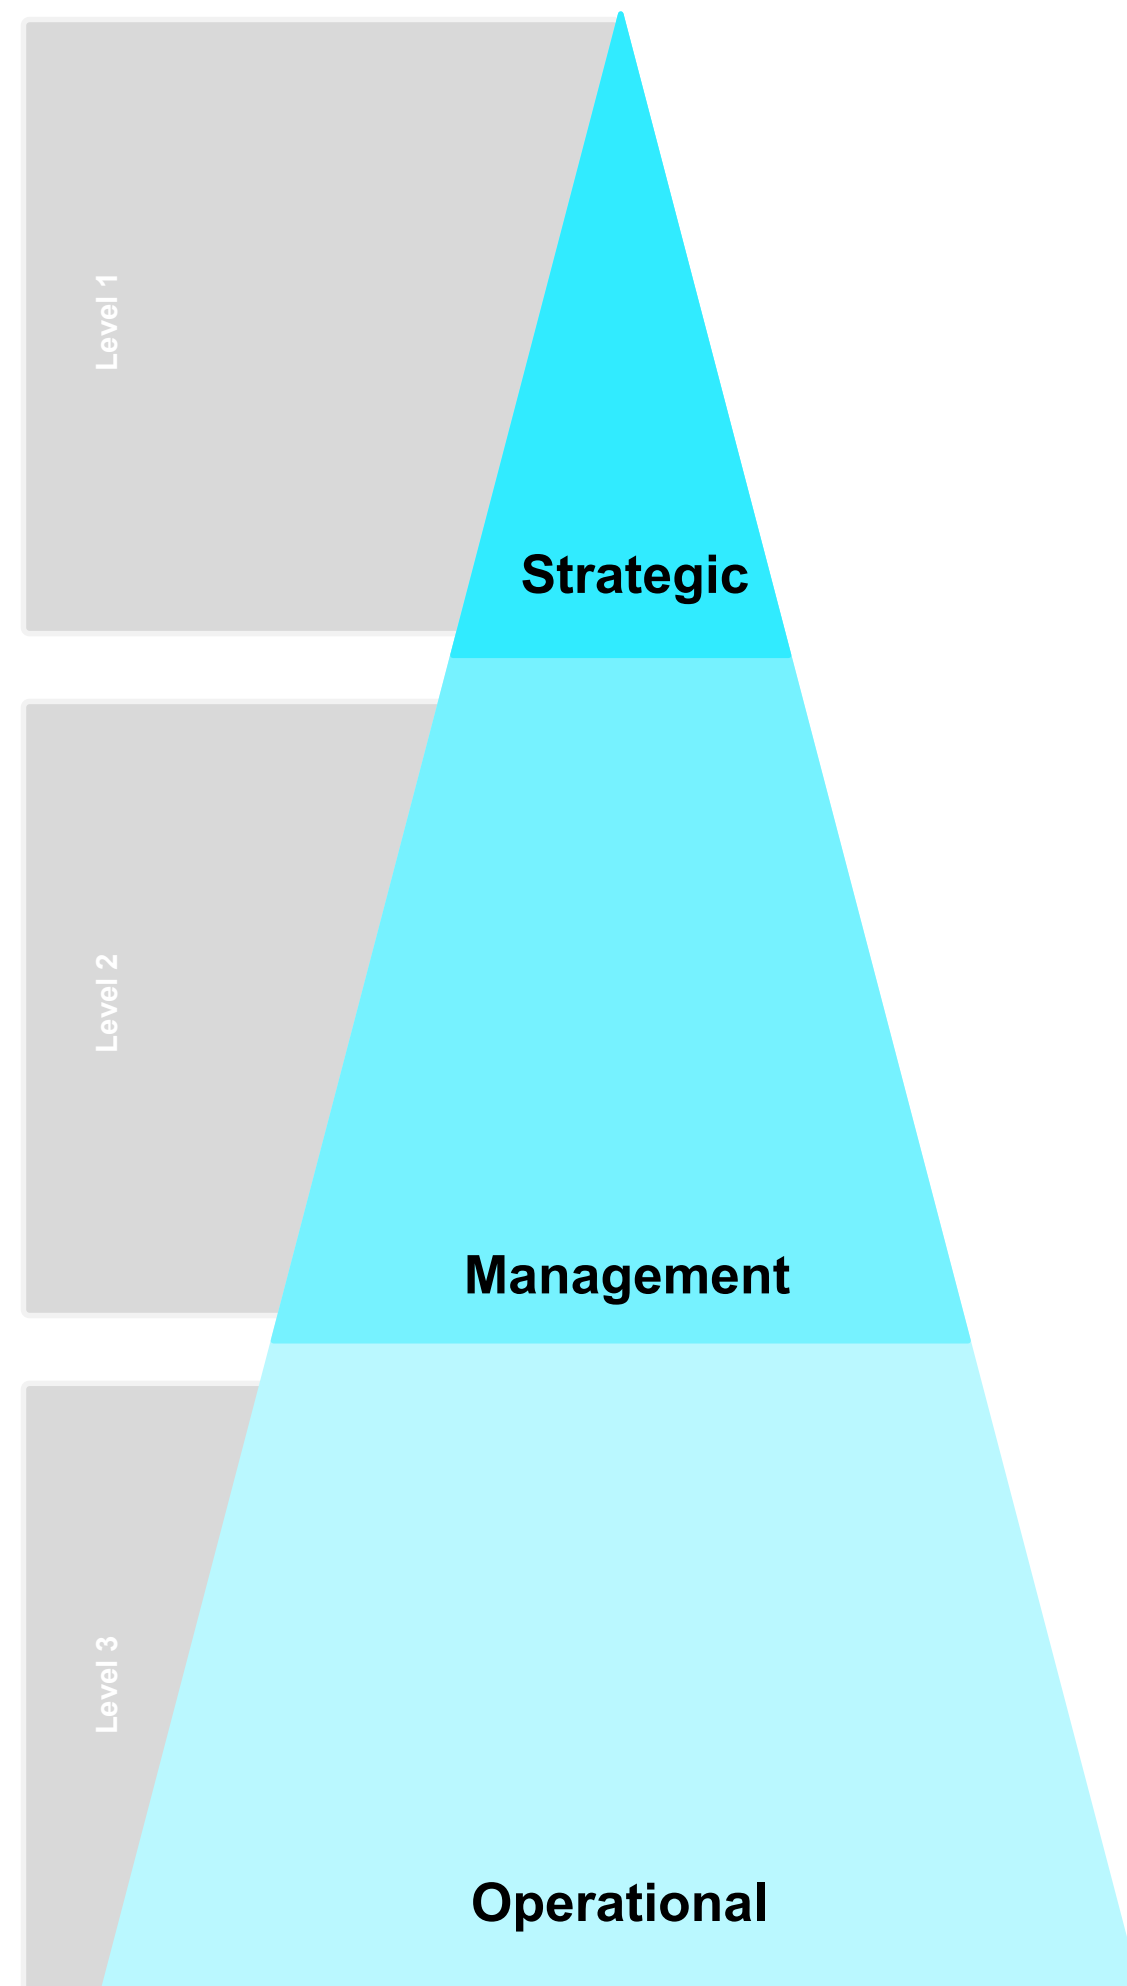 Level 1
Strategic
Level 2
Management
Level 3
Operational